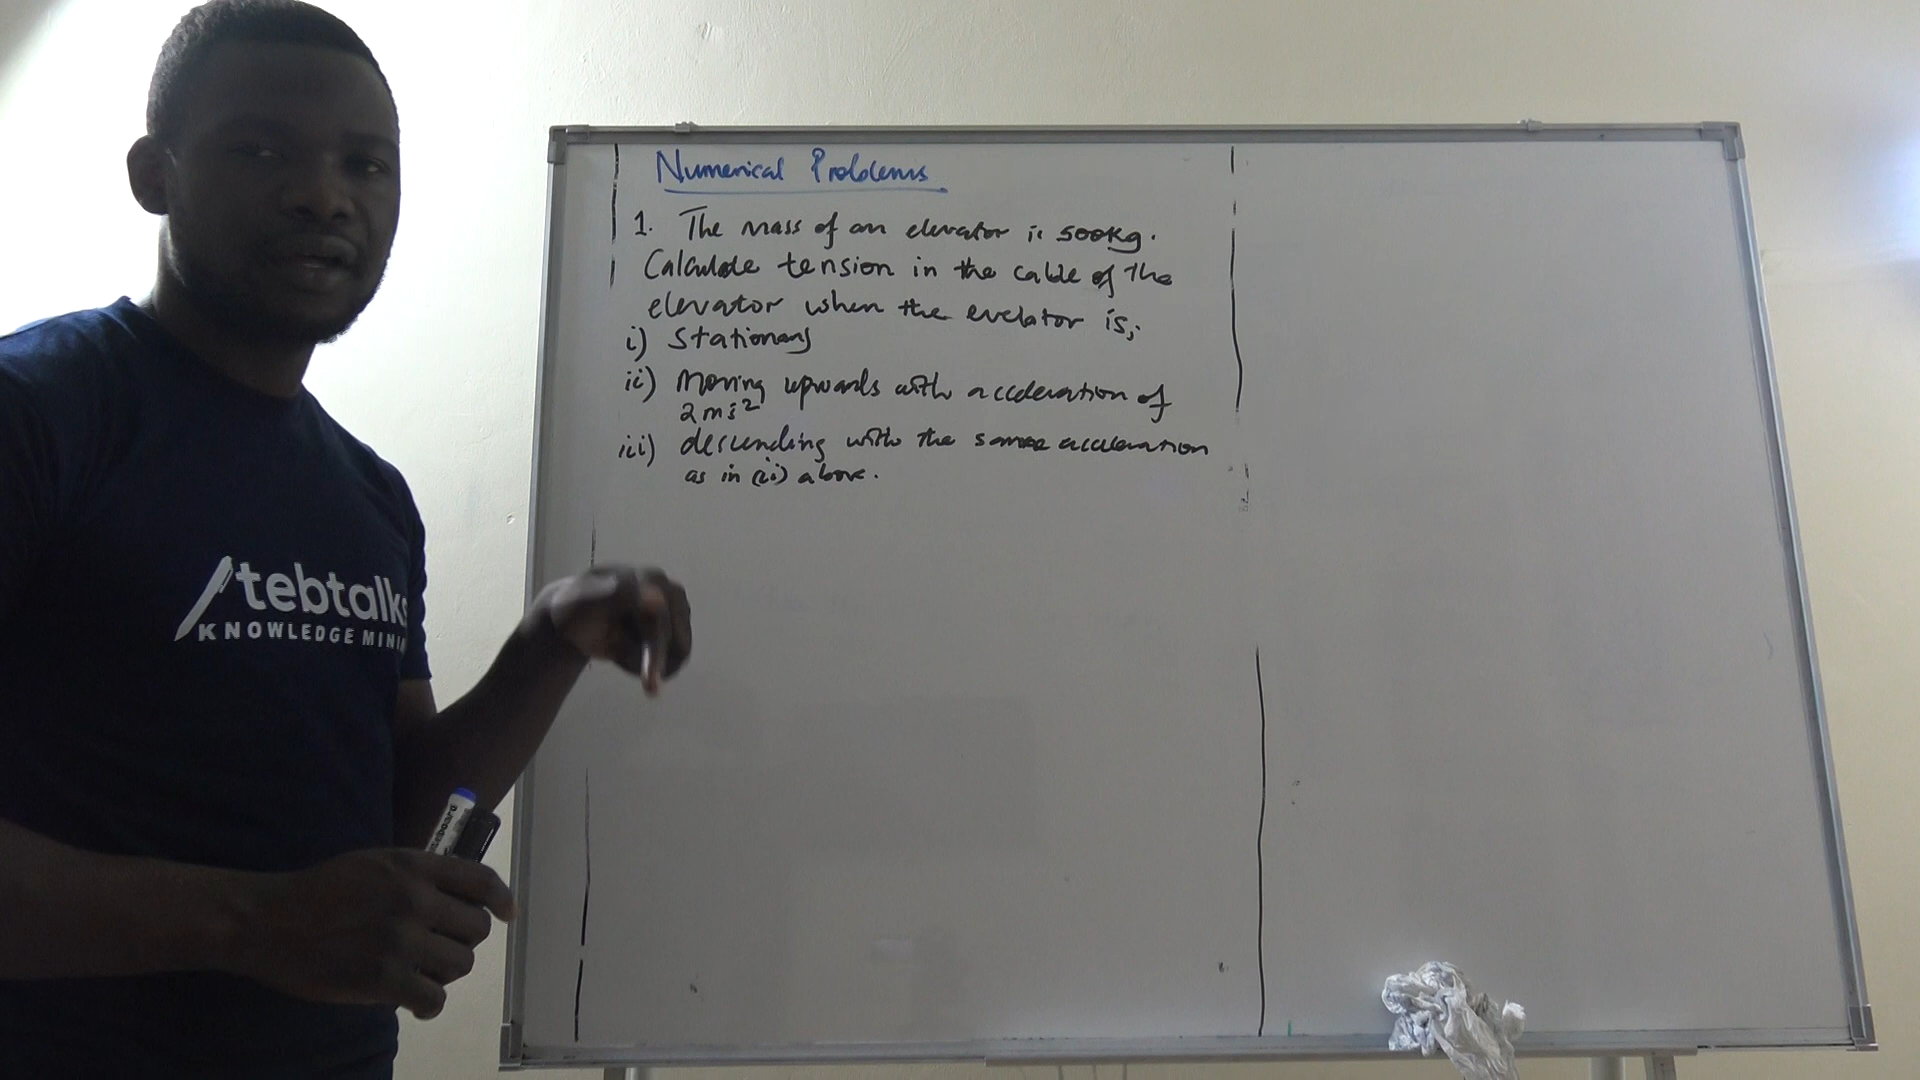 Numerical Problems
1. The mass of an elevator is 500kg.
Calculate tension in the cable of the
elevator when the evelator is;
i) Stationary
ii) Moving upwards with acceleration of
2ms⁻²
iii) descending with the same acceleration
as in (ii) above.
tebtalks
KNOWLEDGE